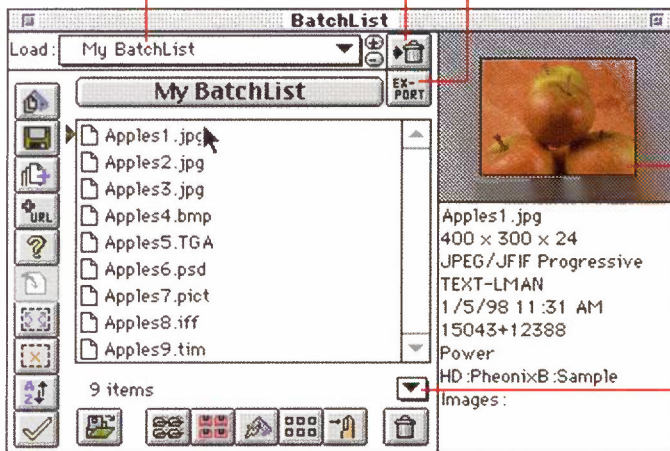 BatchList
Load:
My BatchList
My BatchList
EX-
PORT
URL
Apples1.jpg
Apples2.jpg
Apples3.jpg
Apples4.bmp
Apples5.TGA
Apples6.psd
Apples7.pict
Apples8.iff
Apples9.tim
9 items
A
Z
Apples1.jpg
400 x 300 x 24
JPEG/JFIF Progressive
TEXT-LMAN
1/5/98 11:31 AM
15043+12388
Power
HD:PheonixB:Sample
Images: